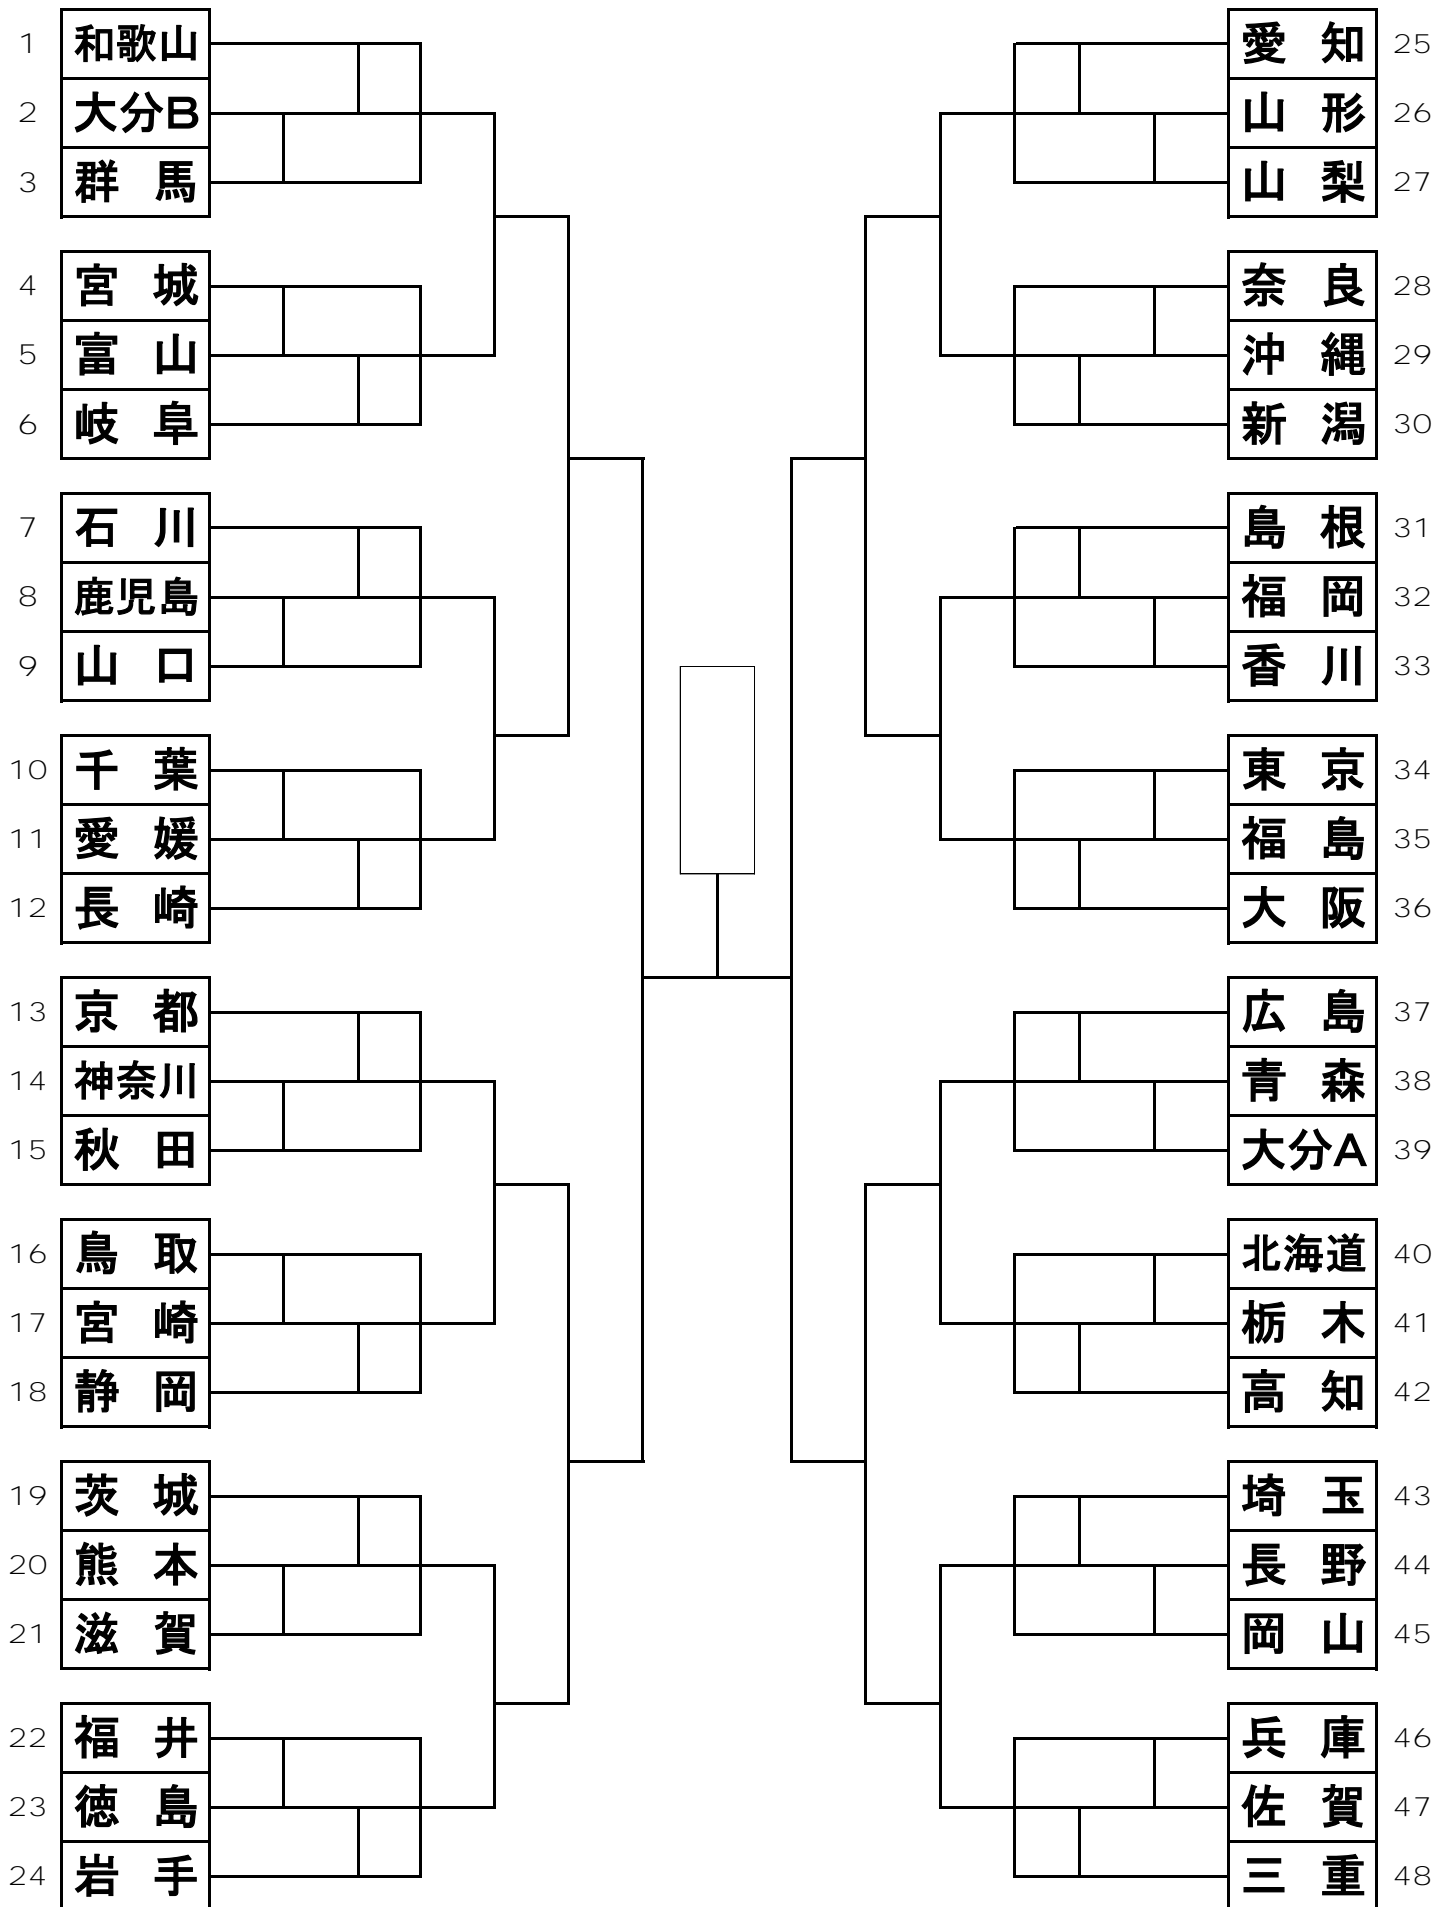 1 和歌山
2 大分B
3 群馬
4 宮城
5 富山
6 岐阜
7 石川
8 鹿児島
9 山口
10 千葉
11 愛媛
12 長崎
13 京都
14 神奈川
15 秋田
16 鳥取
17 宮崎
18 静岡
19 茨城
20 熊本
21 滋賀
22 福井
23 徳島
24 岩手
愛知 25
山形 26
山梨 27
奈良 28
沖縄 29
新潟 30
島根 31
福岡 32
香川 33
東京 34
福島 35
大阪 36
広島 37
青森 38
大分A 39
北海道 40
栃木 41
高知 42
埼玉 43
長野 44
岡山 45
兵庫 46
佐賀 47
三重 48